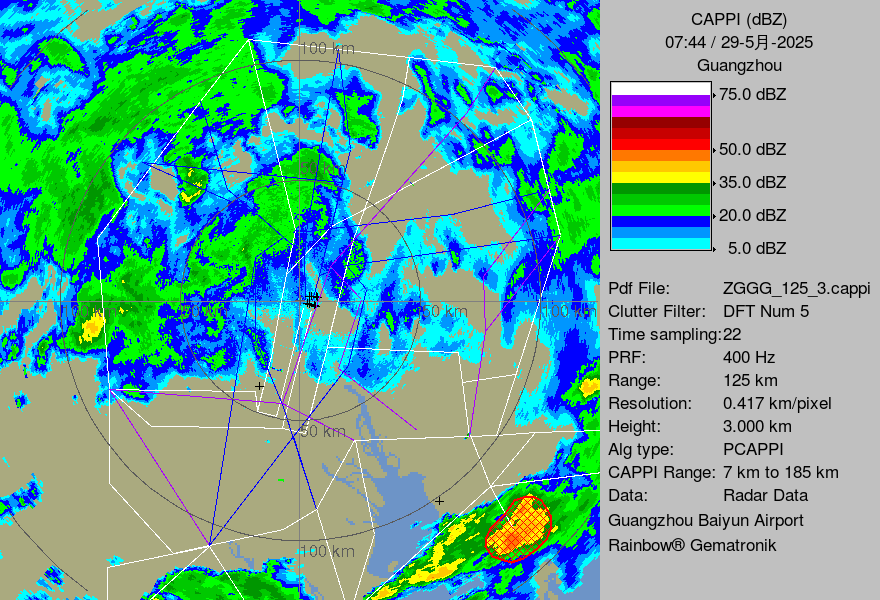 CAPPI (dBZ)
07:44 / 29-5月-2025
Guangzhou
75.0 dBZ
50.0 dBZ
35.0 dBZ
20.0 dBZ
5.0 dBZ
Pdf File: ZGGG_125_3.cappi
Clutter Filter: DFT Num 5
Time sampling:22
PRF: 400 Hz
Range: 125 km
Resolution: 0.417 km/pixel
Height: 3.000 km
Alg type: PCAPPI
CAPPI Range: 7 km to 185 km
Data: Radar Data
Guangzhou Baiyun Airport
Rainbow® Gematronik
100 km
50 km
100 km
50 km
100 km